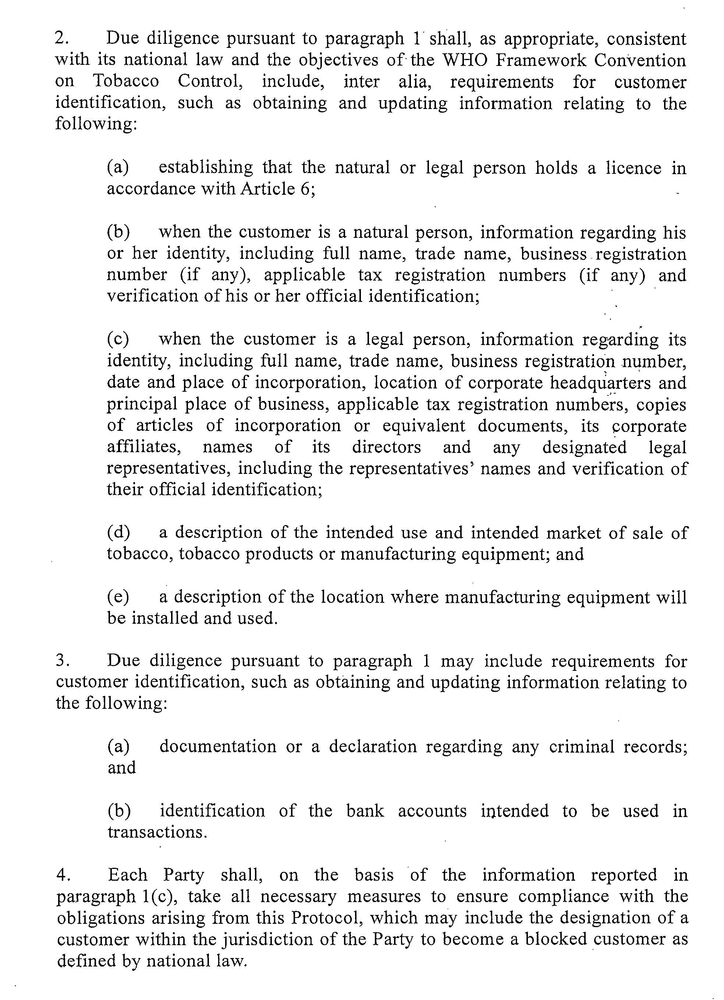 2. Due diligence pursuant to paragraph 1 shall, as appropriate, consistent
with its national law and the objectives of the WHO Framework Convention
on Tobacco Control, include, inter alia, requirements for customer
identification, such as obtaining and updating information relating to the
following:
(a) establishing that the natural or legal person holds a licence in
accordance with Article 6;
(b) when the customer is a natural person, information regarding his
or her identity, including full name, trade name, business registration
number (if any), applicable tax registration numbers (if any) and
verification of his or her official identification;
(c) when the customer is a legal person, information regarding its
identity, including full name, trade name, business registration number,
date and place of incorporation, location of corporate headquarters and
principal place of business, applicable tax registration numbers, copies
of articles of incorporation or equivalent documents, its corporate
affiliates, names of its directors and any designated legal
representatives, including the representatives’ names and verification of
their official identification;
(d) a description of the intended use and intended market of sale of
tobacco, tobacco products or manufacturing equipment; and
(e) a description of the location where manufacturing equipment will
be installed and used.
3. Due diligence pursuant to paragraph 1 may include requirements for
customer identification, such as obtaining and updating information relating to
the following:
(a) documentation or a declaration regarding any criminal records;
and
(b) identification of the bank accounts intended to be used in
transactions.
4. Each Party shall, on the basis of the information reported in
paragraph 1(c), take all necessary measures to ensure compliance with the
obligations arising from this Protocol, which may include the designation of a
customer within the jurisdiction of the Party to become a blocked customer as
defined by national law.